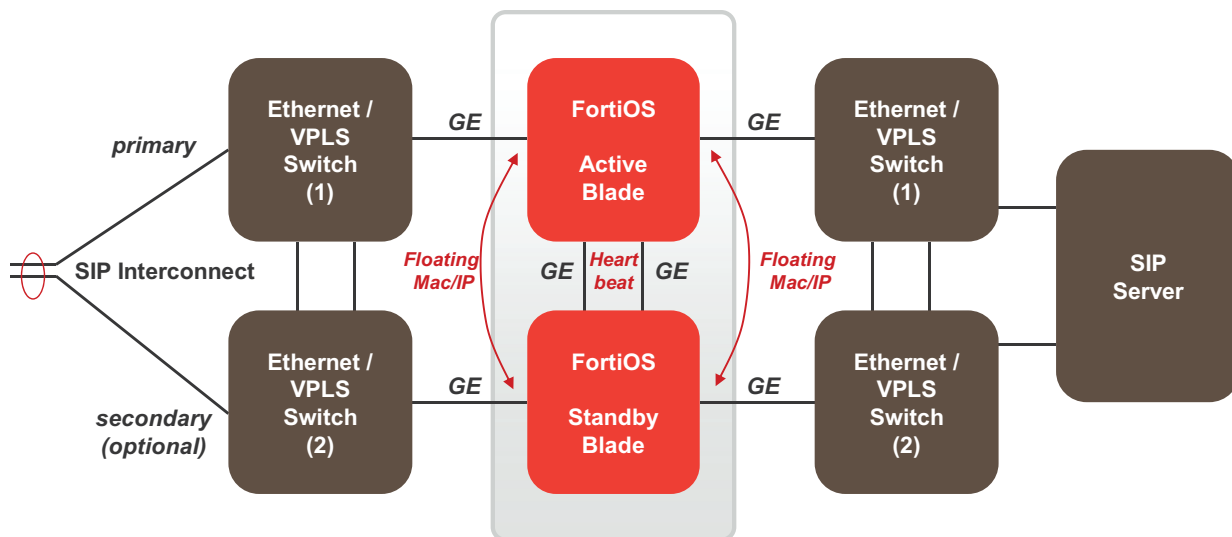 primary
SIP Interconnect
secondary
(optional)
Ethernet /
VPLS
Switch
(1)
Ethernet /
VPLS
Switch
(2)
GE
GE
Floating
Mac/IP
FortiOS
Active
Blade
GE
Heart
beat
GE
FortiOS
Standby
Blade
GE
GE
Floating
Mac/IP
Ethernet /
VPLS
Switch
(1)
Ethernet /
VPLS
Switch
(2)
SIP
Server